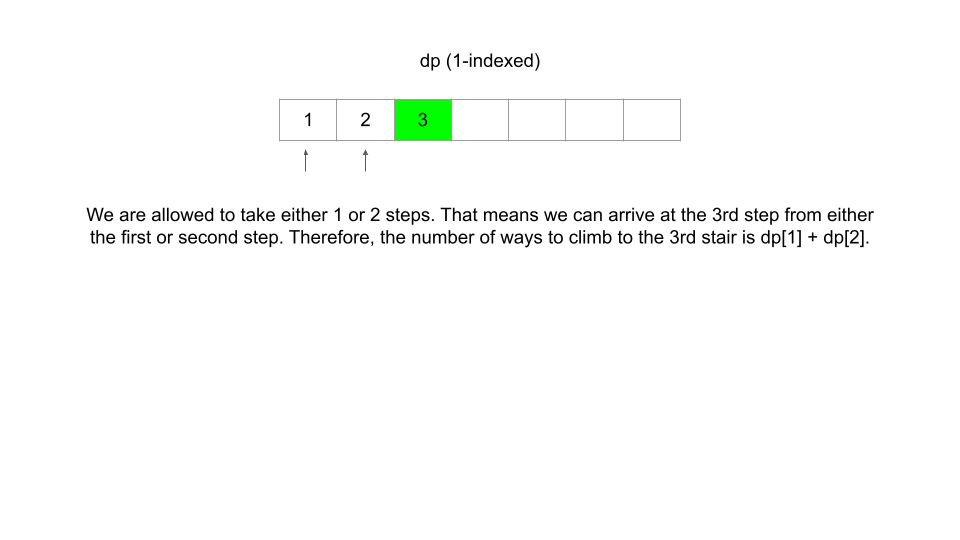 dp (1-indexed)
1 2 3
We are allowed to take either 1 or 2 steps. That means we can arrive at the 3rd step from either
the first or second step. Therefore, the number of ways to climb to the 3rd stair is dp[1] + dp[2].